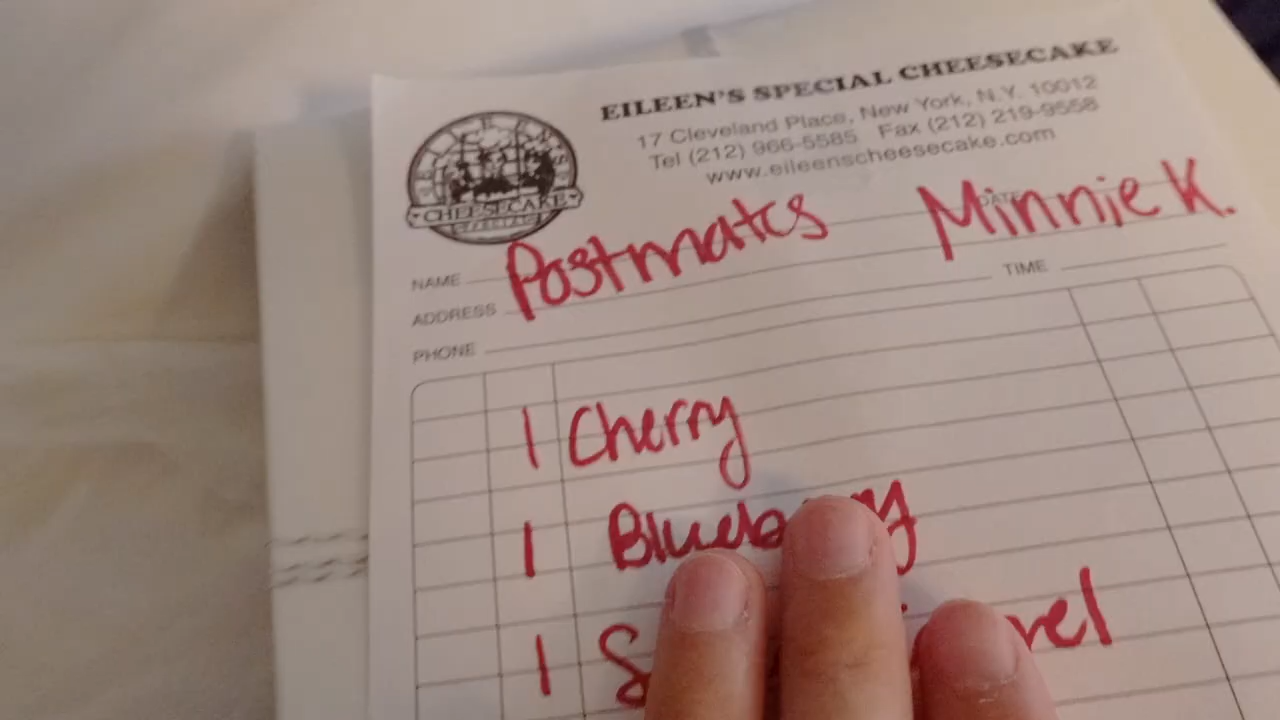 EILEEN'S SPECIAL CHEESECAKE
17 Cleveland Place, New York, N.Y. 10012
Tel (212) 966-5585 Fax (212) 219-9558
www.eileenscheesecake.com
CHEESECAKE
DATE Minnie K.
NAME Postmates
ADDRESS
TIME
PHONE
1 Cherry
1 Blueberry
1